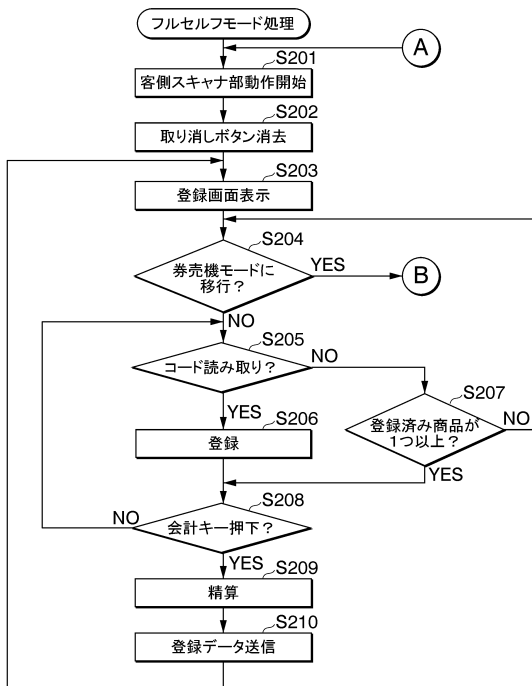 フルセルフモード処理
A
S201
客側スキャナ部動作開始
S202
取り消しボタン消去
S203
登録画面表示
S204
券売機モードに
移行？
YES
B
NO
S205
コード読み取り？
NO
YES
S206
登録
S207
登録済み商品が
1つ以上？
NO
YES
S208
会計キー押下？
NO
YES
S209
精算
S210
登録データ送信